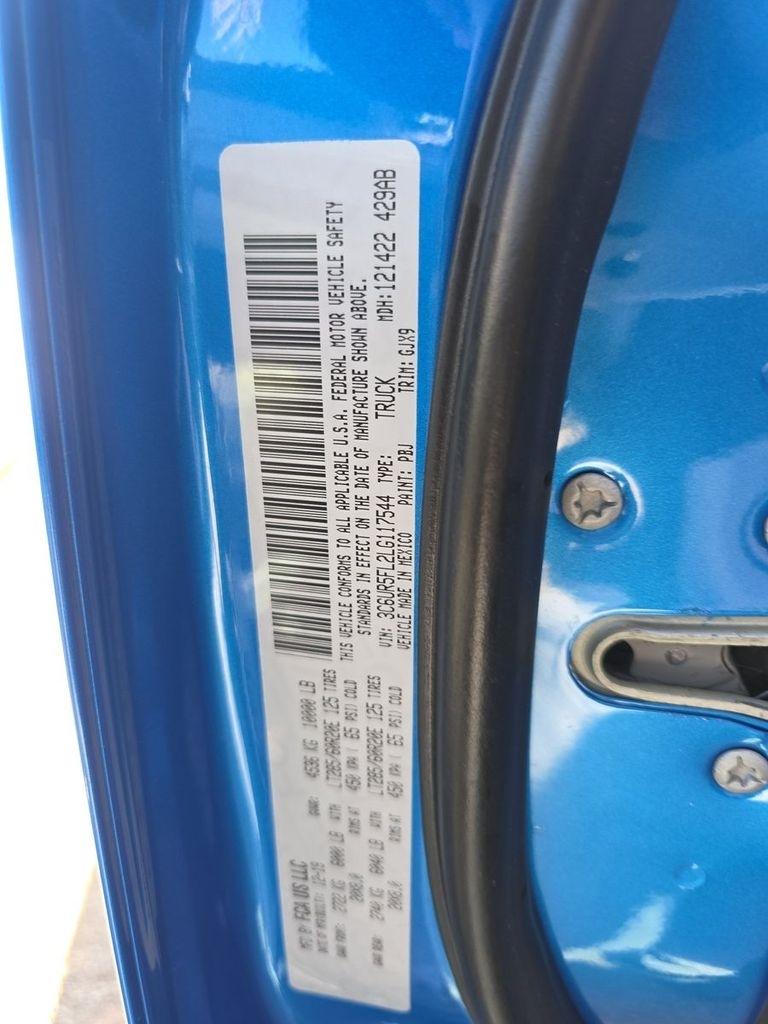 MFD BY FCA US LLC
DATE OF MFR/BUILT: 12-19
GVWR: 4536 KG 10000 LB
GAWR FRONT: 2722 KG 6000 LB WITH LT285/60R20E 125 TIRES
20X8.0 RIMS AT 450 KPA ( 65 PSI) COLD
GAWR REAR: 2740 KG 6040 LB WITH LT285/60R20E 125 TIRES
20X8.0 RIMS AT 450 KPA ( 65 PSI) COLD
THIS VEHICLE CONFORMS TO ALL APPLICABLE U.S.A. FEDERAL MOTOR VEHICLE SAFETY
STANDARDS IN EFFECT ON THE DATE OF MANUFACTURE SHOWN ABOVE.
VIN: 3C6UR5FL2LG117544 TYPE: TRUCK MDH:121422 429AB
VEHICLE MADE IN MEXICO PAINT: PBJ TRIM: GJX9